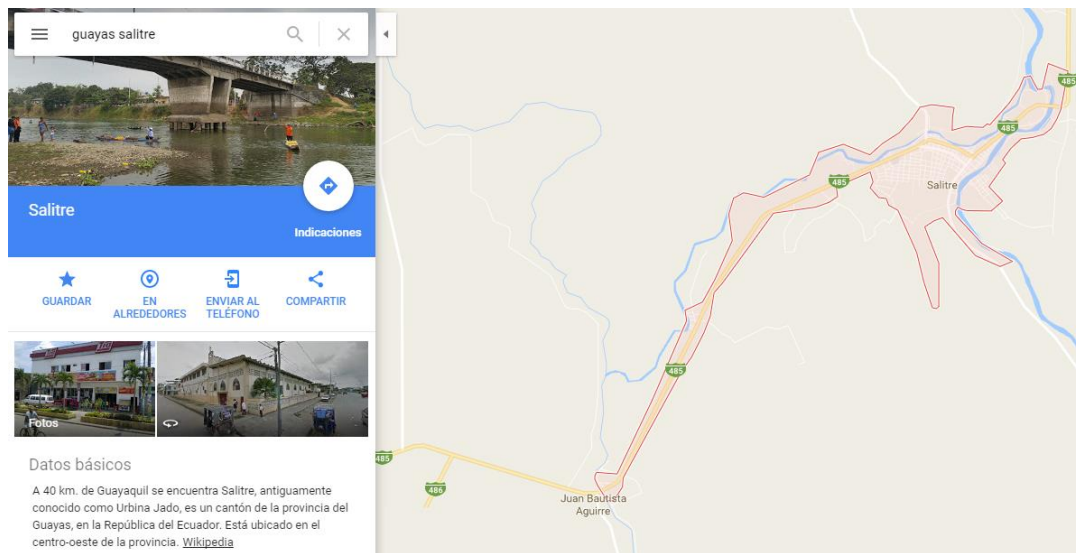 guayas salitre
Salitre
Indicaciones
GUARDAR
EN
ALREDEDORES
ENVIAR AL
TELÉFONO
COMPARTIR
Fotos
Datos básicos
A 40 km. de Guayaquil se encuentra Salitre, antiguamente
conocido como Urbina Jado, es un cantón de la provincia del
Guayas, en la República del Ecuador. Está ubicado en el
centro-oeste de la provincia. Wikipedia
485
485
485
Salitre
485
485
486
Juan Bautista
Aguirre